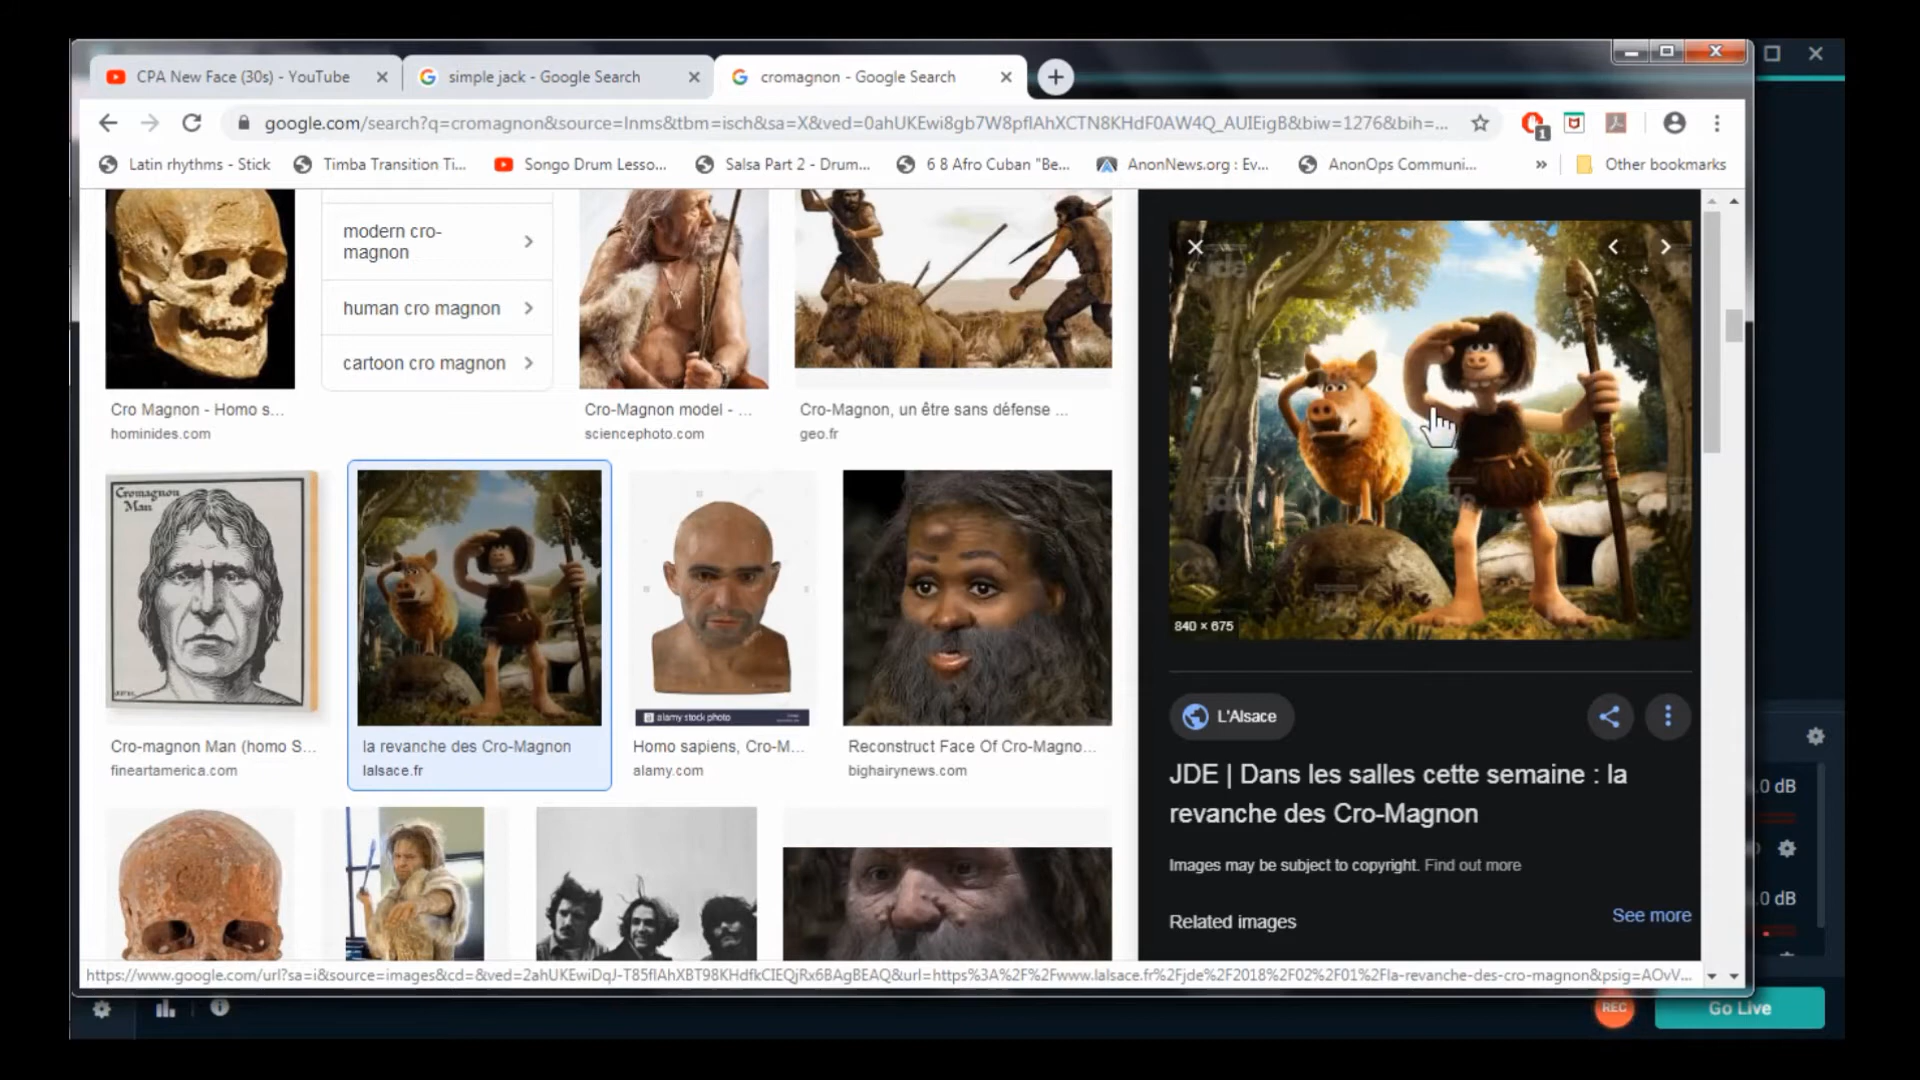 CPA New Face (30s) - YouTube
simple jack - Google Search
cromagnon - Google Search
google.com/search?q=cromagnon&source=lnms&tbm=isch&sa=X&ved=0ahUKEwi8gb7W8pflAhXCTN8KHdF0AW4Q_AUIEigB&biw=1276&bih=...
1
Latin rhythms - Stick
Timba Transition Ti...
Songo Drum Lesso...
Salsa Part 2 - Drum...
6 8 Afro Cuban "Be...
AnonNews.org : Ev...
AnonOps Communi...
»
Other bookmarks
modern cro-
magnon
human cro magnon
cartoon cro magnon
Cro Magnon - Homo s...
hominides.com
Cro-Magnon model - ...
sciencephoto.com
Cro-Magnon, un être sans défense ...
geo.fr
Cromagnon
Man
alamy stock photo
Cro-magnon Man (homo S...
fineartamerica.com
la revanche des Cro-Magnon
lalsace.fr
Homo sapiens, Cro-M...
alamy.com
Reconstruct Face Of Cro-Magno...
bighairynews.com
jde
840 × 675
L'Alsace
JDE | Dans les salles cette semaine : la
revanche des Cro-Magnon
Images may be subject to copyright. Find out more
Related images
See more
.0 dB
.0 dB
https://www.google.com/url?sa=i&source=images&cd=&ved=2ahUKEwiDqJ-T85flAhXBT98KHdfkCIEQjRx6BAgBEAQ&url=https%3A%2F%2Fwww.lalsace.fr%2Fjde%2F2018%2F02%2F01%2Fla-revanche-des-cro-magnon&psig=AOvV...
REC
Go Live